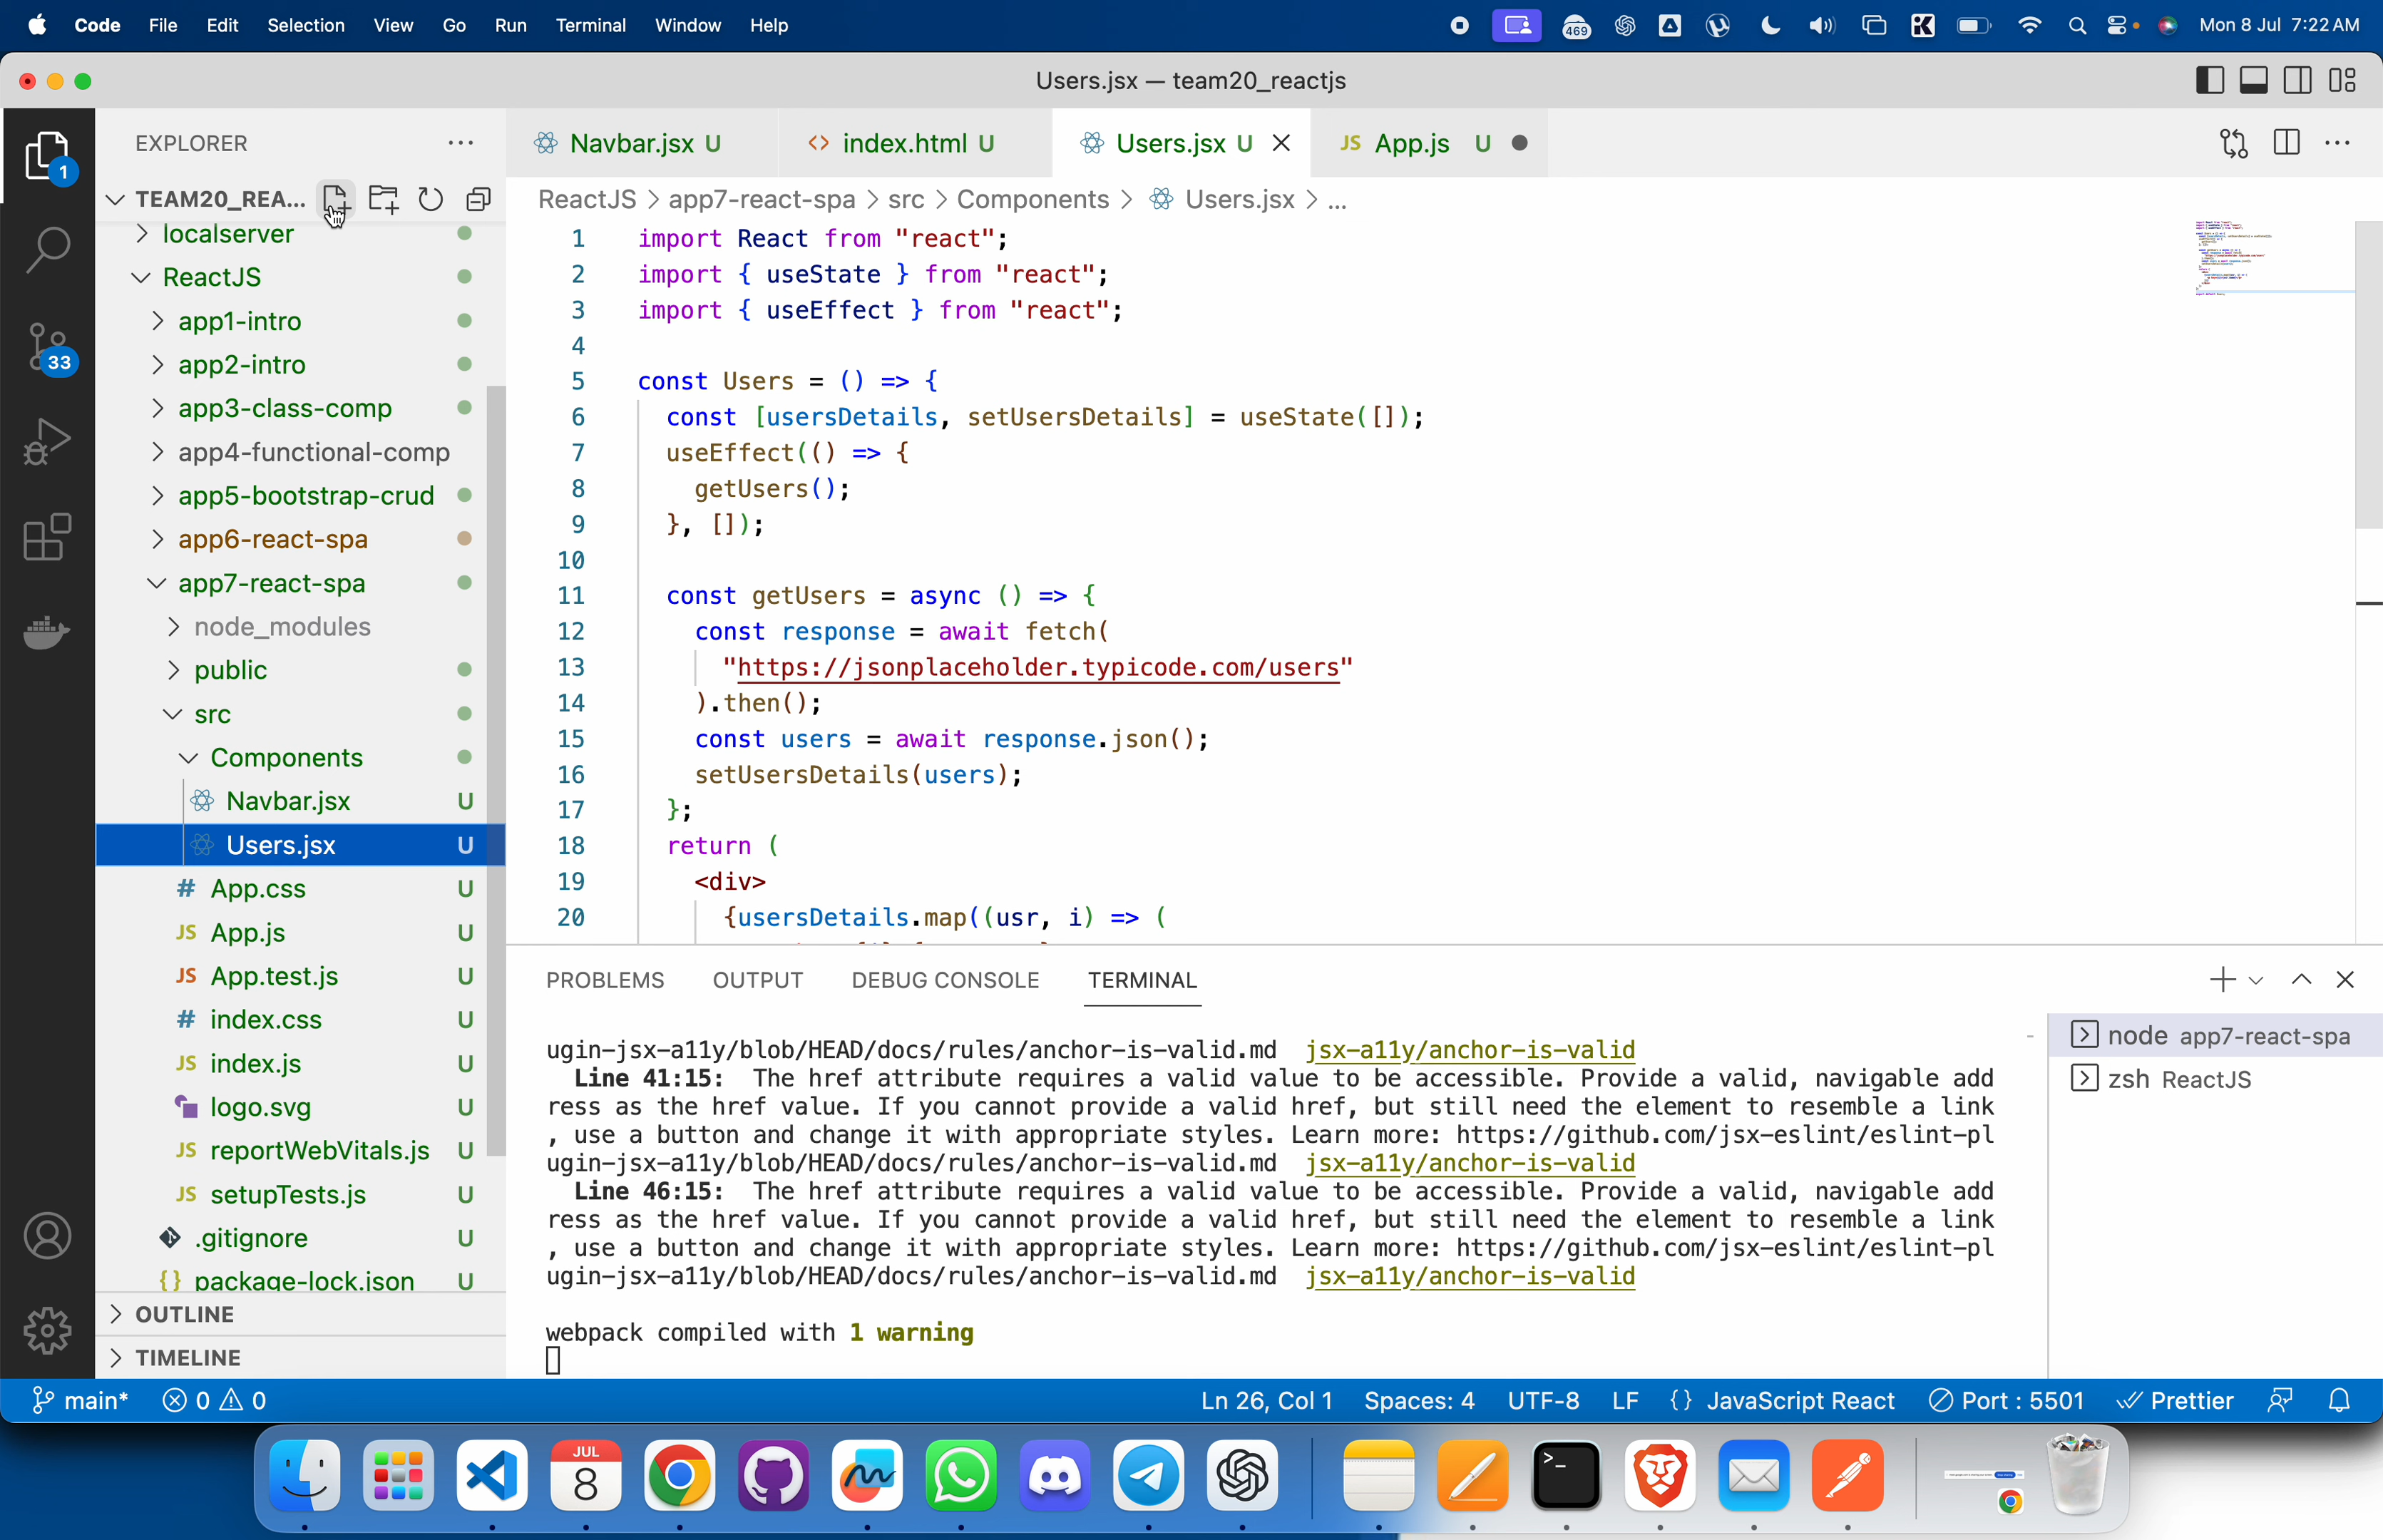 Code File Edit Selection View Go Run Terminal Window Help 469 Mon 8 Jul 7:22 AM
Users.jsx — team20_reactjs
EXPLORER
1
33
TEAM20_REA...
localserver
ReactJS
app1-intro
app2-intro
app3-class-comp
app4-functional-comp
app5-bootstrap-crud
app6-react-spa
app7-react-spa
node_modules
public
src
Components
Navbar.jsx U
Users.jsx U
# App.css U
JS App.js U
JS App.test.js U
# index.css U
JS index.js U
logo.svg U
JS reportWebVitals.js U
JS setupTests.js U
.gitignore U
{} package-lock.json U
OUTLINE
TIMELINE
Navbar.jsx U <> index.html U Users.jsx U JS App.js U
ReactJS > app7-react-spa > src > Components > Users.jsx > ...
1 import React from "react";
2 import { useState } from "react";
3 import { useEffect } from "react";
4
5 const Users = () => {
6 const [usersDetails, setUsersDetails] = useState([]);
7 useEffect(() => {
8 getUsers();
9 }, []);
10
11 const getUsers = async () => {
12 const response = await fetch(
13 "https://jsonplaceholder.typicode.com/users"
14 ).then();
15 const users = await response.json();
16 setUsersDetails(users);
17 };
18 return (
19 <div>
20 {usersDetails.map((usr, i) => (
PROBLEMS OUTPUT DEBUG CONSOLE TERMINAL
ugin-jsx-a11y/blob/HEAD/docs/rules/anchor-is-valid.md jsx-a11y/anchor-is-valid
Line 41:15: The href attribute requires a valid value to be accessible. Provide a valid, navigable add
ress as the href value. If you cannot provide a valid href, but still need the element to resemble a link
, use a button and change it with appropriate styles. Learn more: https://github.com/jsx-eslint/eslint-pl
ugin-jsx-a11y/blob/HEAD/docs/rules/anchor-is-valid.md jsx-a11y/anchor-is-valid
Line 46:15: The href attribute requires a valid value to be accessible. Provide a valid, navigable add
ress as the href value. If you cannot provide a valid href, but still need the element to resemble a link
, use a button and change it with appropriate styles. Learn more: https://github.com/jsx-eslint/eslint-pl
ugin-jsx-a11y/blob/HEAD/docs/rules/anchor-is-valid.md jsx-a11y/anchor-is-valid
webpack compiled with 1 warning
node app7-react-spa
zsh ReactJS
main* 0 0 Ln 26, Col 1 Spaces: 4 UTF-8 LF {} JavaScript React Port : 5501 Prettier
JUL
8